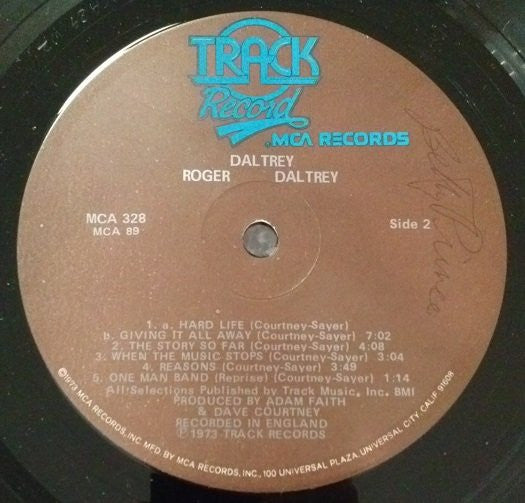 TRACK
Record
MCA RECORDS
DALTREY
ROGER DALTREY
MCA 328
MCA 89
Side 2
1. a. HARD LIFE (Courtney-Sayer)
b. GIVING IT ALL AWAY (Courtney-Sayer) 7:02
2. THE STORY SO FAR (Courtney-Sayer) 4:08
3. WHEN THE MUSIC STOPS (Courtney-Sayer) 3:04
4. REASONS (Courtney-Sayer) 3:49
5. ONE MAN BAND (Reprise) (Courtney-Sayer) 1:14
All Selections Published by Track Music, Inc. BMI
PRODUCED BY ADAM FAITH
& DAVE COURTNEY
RECORDED IN ENGLAND
℗ 1973 TRACK RECORDS
©1973 MCA RECORDS, INC. MFG. BY MCA RECORDS, INC., 100 UNIVERSAL PLAZA, UNIVERSAL CITY, CALIF. 91608
Prince